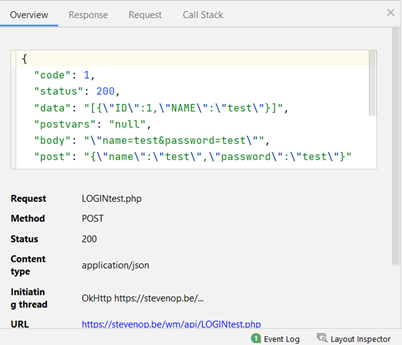 Overview Response Request Call Stack
{
"code": 1,
"status": 200,
"data": "[{\"ID\":1,\"NAME\":\"test\"}]",
"postvars": "null",
"body": "\"name=test&password=test\"",
"post": "{\"name\":\"test\",\"password\":\"test\"}"
Request LOGINtest.php
Method POST
Status 200
Content
type application/json
Initiatin
g thread OkHttp https://stevenop.be/...
URL https://stevenop.be/wm/api/LOGINtest.php
1 Event Log Layout Inspector